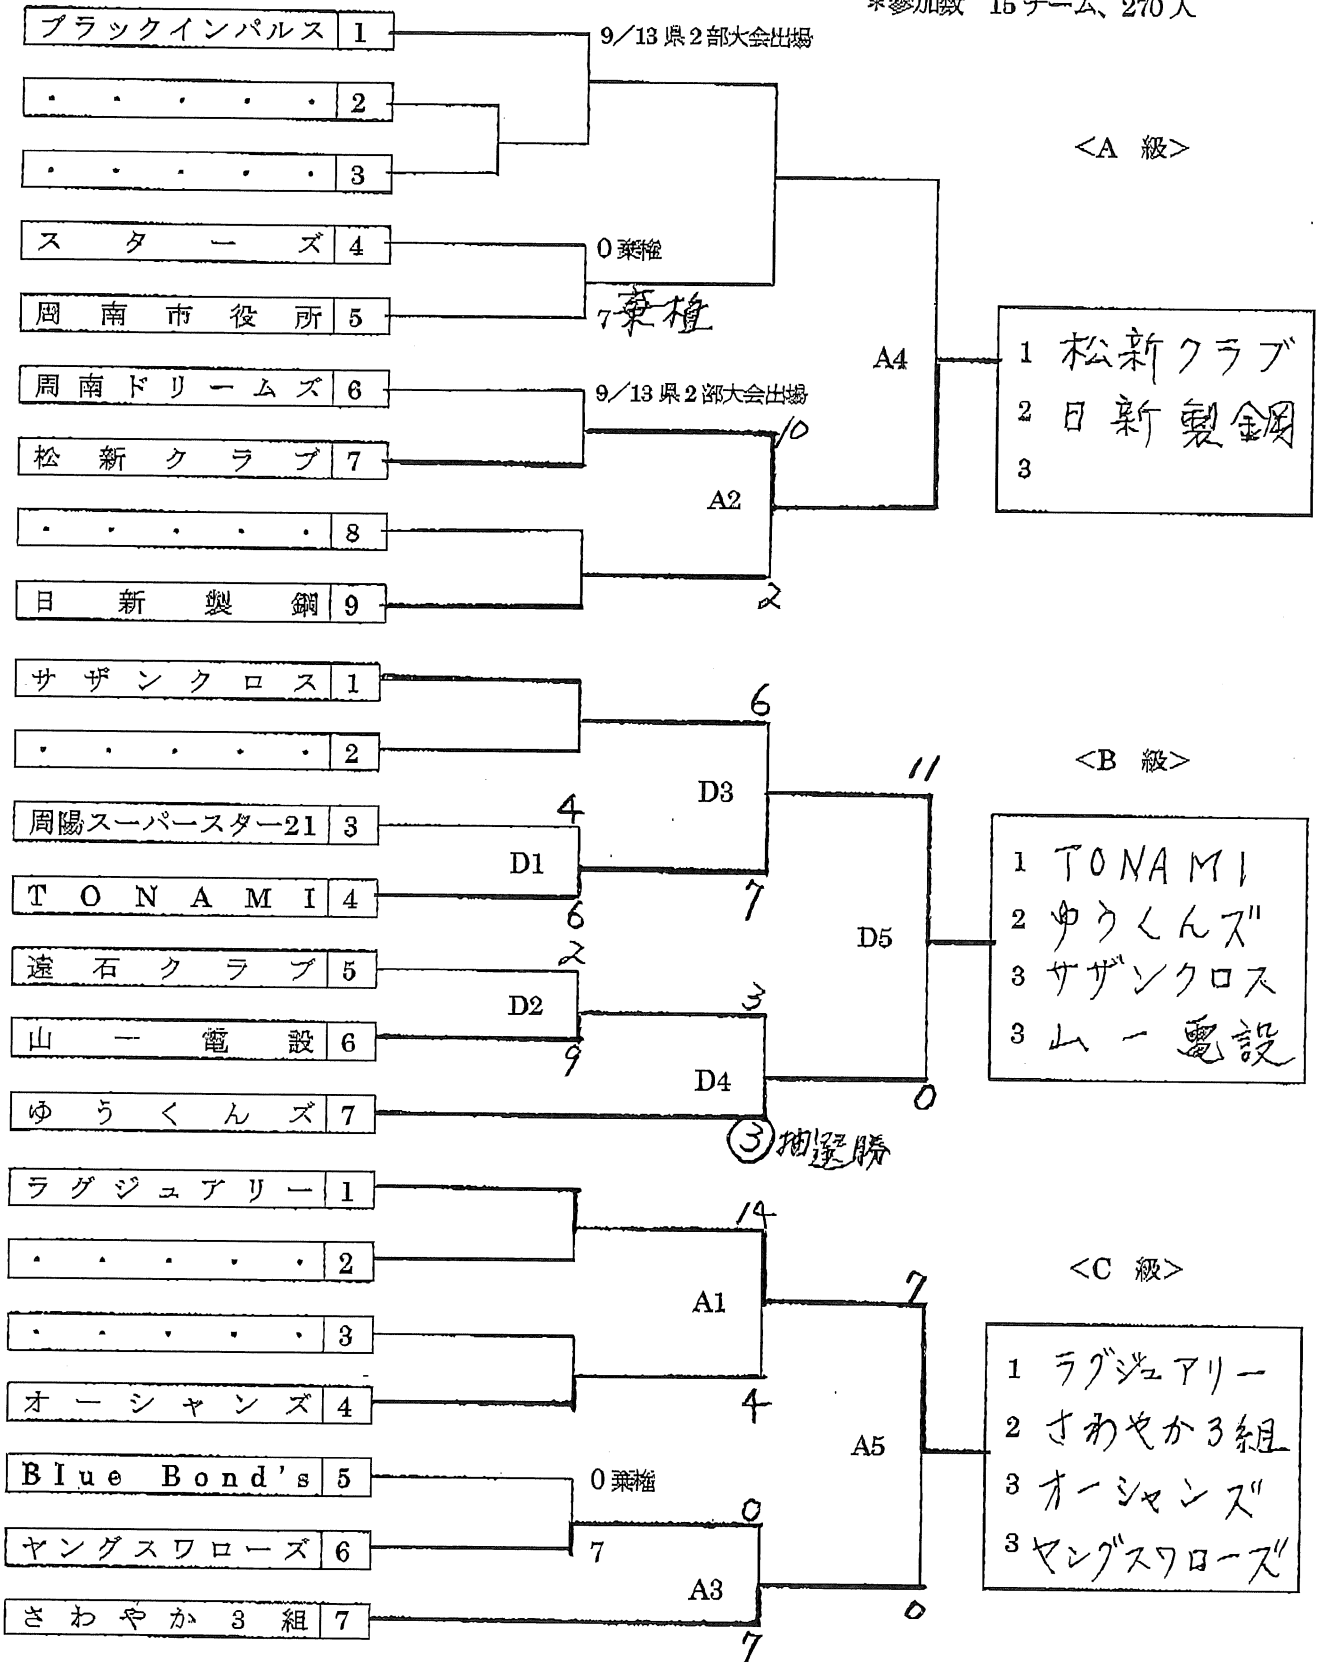 ※参加数 15チーム、270人
ブラックインパルス 1
9/13県2部大会出場
・・・・・ 2
<A 級>
・・・・・ 3
スターズ 4
0棄権
周南市役所 5
7棄権
A4
1 松新クラブ
2 日新製鋼
3
周南ドリームズ 6
9/13県2部大会出場
10
松新クラブ 7
A2
・・・・・ 8
日新製鋼 9
2
サザンクロス 1
6
・・・・・ 2
11
<B 級>
D3
周陽スーパースター21 3
4
D1
TONAMI 4
6
7
1 TONAMI
2 ゆうくんズ
3 サザンクロス
3 山一電設
D5
遠石クラブ 5
2
D2
3
山一電設 6
9
D4
0
ゆうくんズ 7
③抽選勝
ラグジュアリー 1
14
・・・・・ 2
7
<C 級>
A1
・・・・・ 3
オーシャンズ 4
4
1 ラグジュアリー
2 さわやか3組
3 オーシャンズ
3 ヤングスワローズ
A5
Blue Bond's 5
0棄権
0
ヤングスワローズ 6
7
A3
0
さわやか3組 7
7